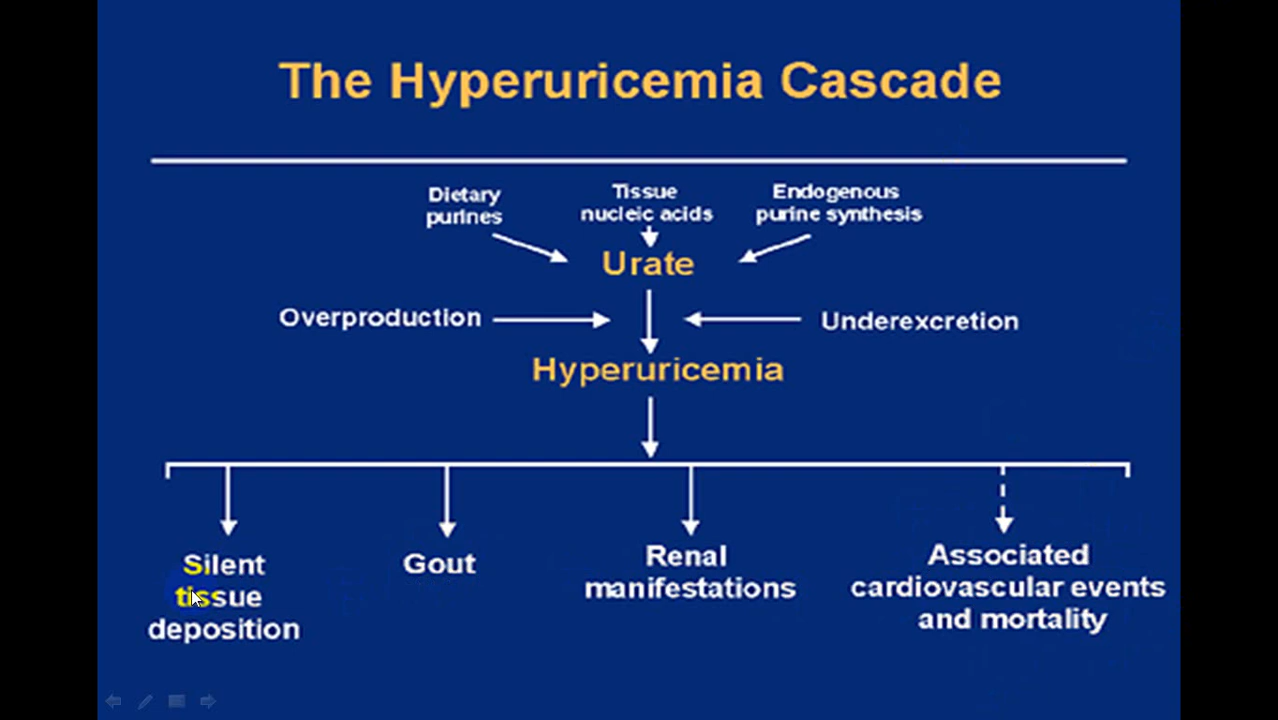 The Hyperuricemia Cascade
Dietary
purines
Tissue
nucleic acids
Endogenous
purine synthesis
Urate
Overproduction
Underexcretion
Hyperuricemia
Silent
tissue
deposition
Gout
Renal
manifestations
Associated
cardiovascular events
and mortality